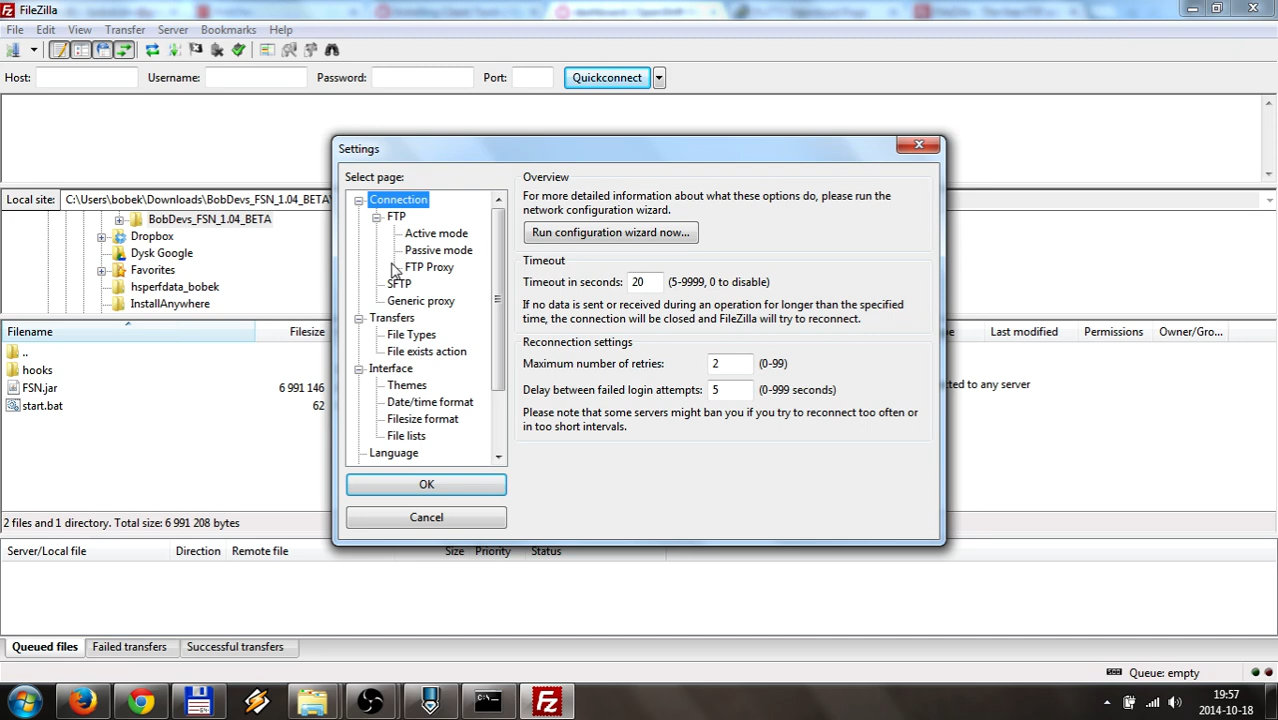 FileZilla
File Edit View Transfer Server Bookmarks Help
Host: Username: Password: Port: Quickconnect
Settings
Select page:
Connection
FTP
Active mode
Passive mode
FTP Proxy
SFTP
Generic proxy
Transfers
File Types
File exists action
Interface
Themes
Date/time format
Filesize format
File lists
Language
OK
Cancel
Overview
For more detailed information about what these options do, please run the
network configuration wizard.
Run configuration wizard now...
Timeout
Timeout in seconds: 20 (5-9999, 0 to disable)
If no data is sent or received during an operation for longer than the specified
time, the connection will be closed and FileZilla will try to reconnect.
Reconnection settings
Maximum number of retries: 2 (0-99)
Delay between failed login attempts: 5 (0-999 seconds)
Please note that some servers might ban you if you try to reconnect too often or
in too short intervals.
Local site: C:\Users\bobek\Downloads\BobDevs_FSN_1.04_BETA\
BobDevs_FSN_1.04_BETA
Dropbox
Dysk Google
Favorites
hsperfdata_bobek
InstallAnywhere
Filename Filesize
..
hooks
FSN.jar 6 991 146
start.bat 62
Last modified Permissions Owner/Gro...
to any server
2 files and 1 directory. Total size: 6 991 208 bytes
Server/Local file Direction Remote file Size Priority Status
Queued files Failed transfers Successful transfers
Queue: empty
19:57
2014-10-18